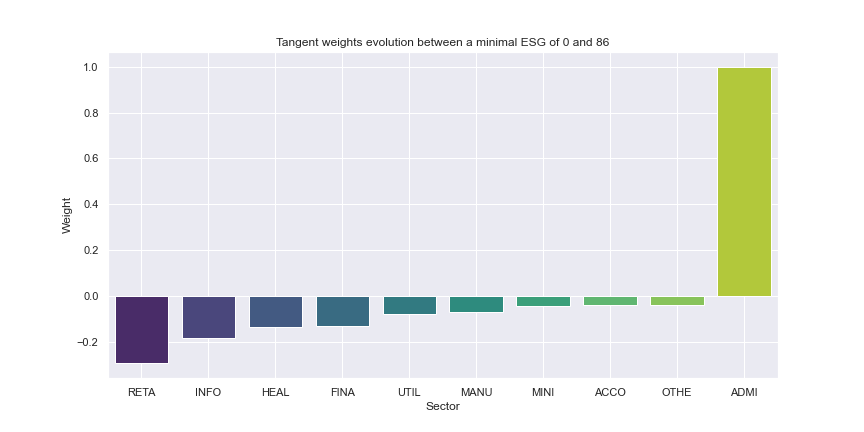 Tangent weights evolution between a minimal ESG of 0 and 86
1.0
0.8
0.6
0.4
0.2
0.0
−0.2
Weight
RETA INFO HEAL FINA UTIL MANU MINI ACCO OTHE ADMI
Sector